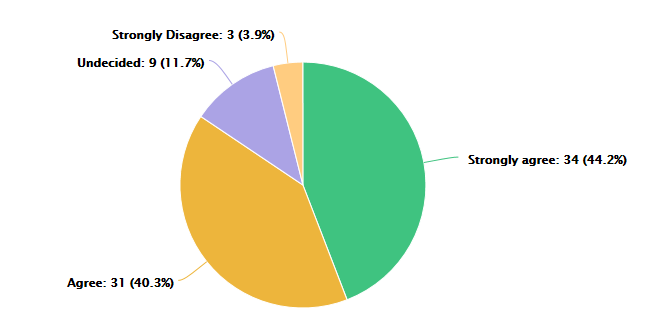 Strongly Disagree: 3 (3.9%)
Undecided: 9 (11.7%)
Strongly agree: 34 (44.2%)
Agree: 31 (40.3%)